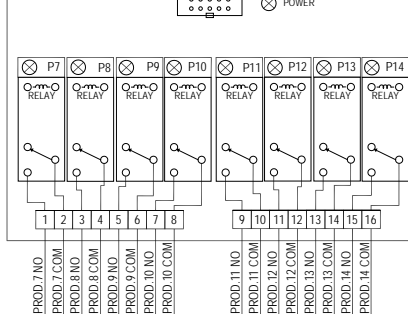 POWER
P7 P8 P9 P10 P11 P12 P13 P14
RELAY RELAY RELAY RELAY RELAY RELAY RELAY RELAY
1 2 3 4 5 6 7 8 9 10 11 12 13 14 15 16
PROD.7 NO
PROD.7 COM
PROD.8 NO
PROD.8 COM
PROD.9 NO
PROD.9 COM
PROD.10 NO
PROD.10 COM
PROD.11 NO
PROD.11 COM
PROD.12 NO
PROD.12 COM
PROD.13 NO
PROD.13 COM
PROD.14 NO
PROD.14 COM